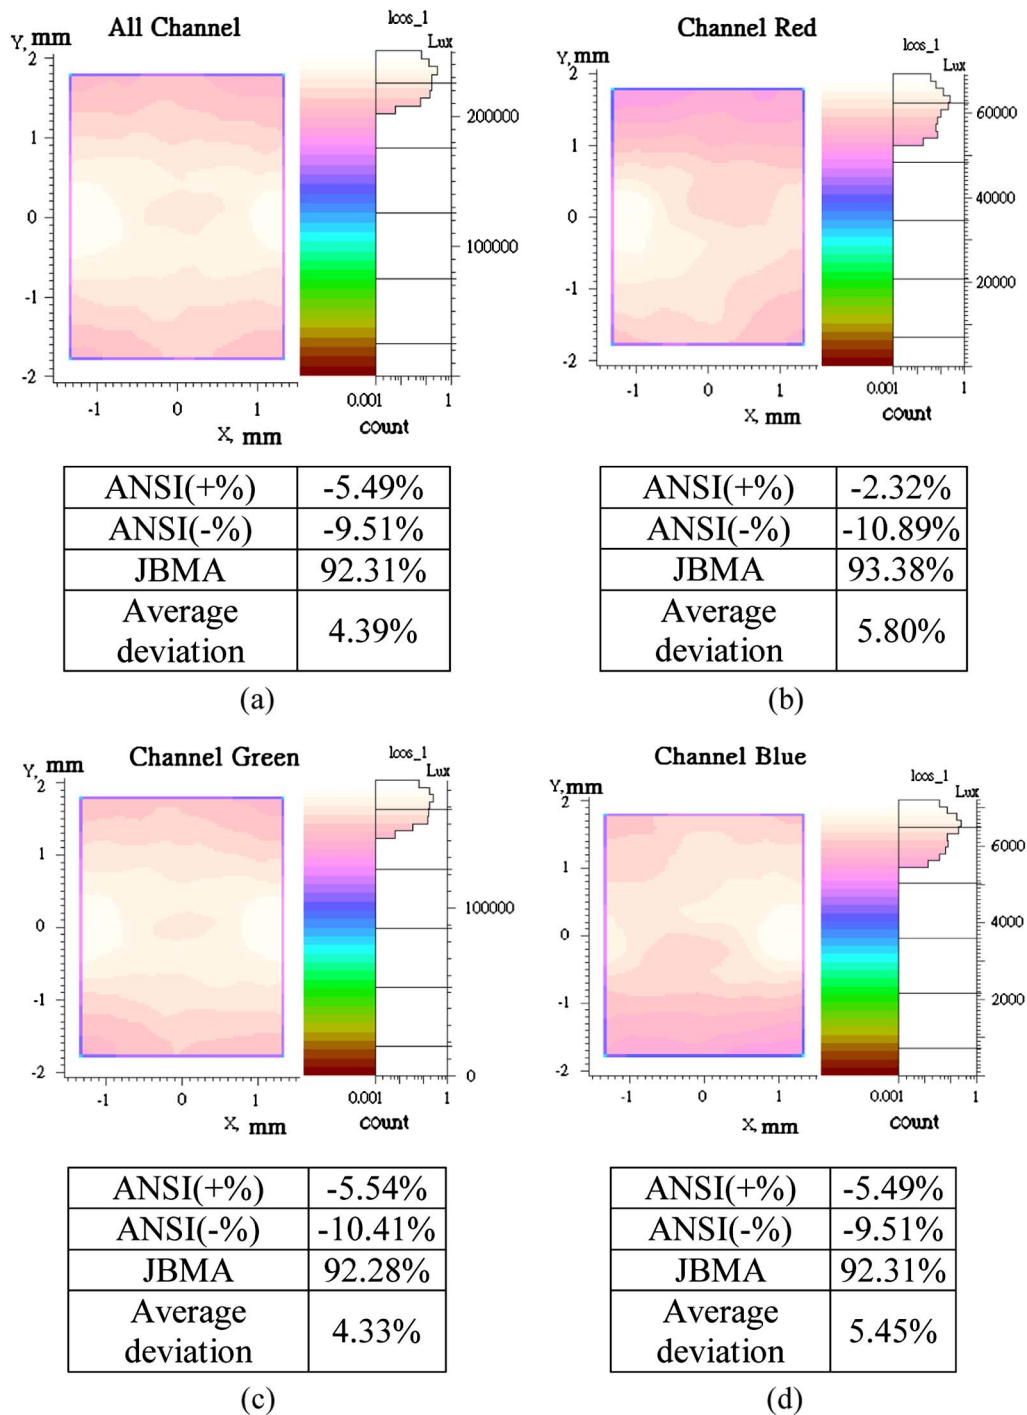 All Channel
lcos_1
Y, mm
Lux
2
1
0
-1
-2
-1 0 1
X, mm
200000
100000
0.001 1
count
ANSI(+%) -5.49%
ANSI(-%) -9.51%
JBMA 92.31%
Average
deviation 4.39%
(a)
Channel Red
lcos_1
Y, mm
Lux
2
1
0
-1
-2
-1 0 1
X, mm
60000
40000
20000
0.001 1
count
ANSI(+%) -2.32%
ANSI(-%) -10.89%
JBMA 93.38%
Average
deviation 5.80%
(b)
Channel Green
lcos_1
Y, mm
Lux
2
1
0
-1
-2
-1 0 1
X, mm
100000
0
0.001 1
count
ANSI(+%) -5.54%
ANSI(-%) -10.41%
JBMA 92.28%
Average
deviation 4.33%
(c)
Channel Blue
lcos_1
Y, mm
Lux
2
1
0
-1
-2
-1 0 1
X, mm
6000
4000
2000
0.001 1
count
ANSI(+%) -5.49%
ANSI(-%) -9.51%
JBMA 92.31%
Average
deviation 5.45%
(d)